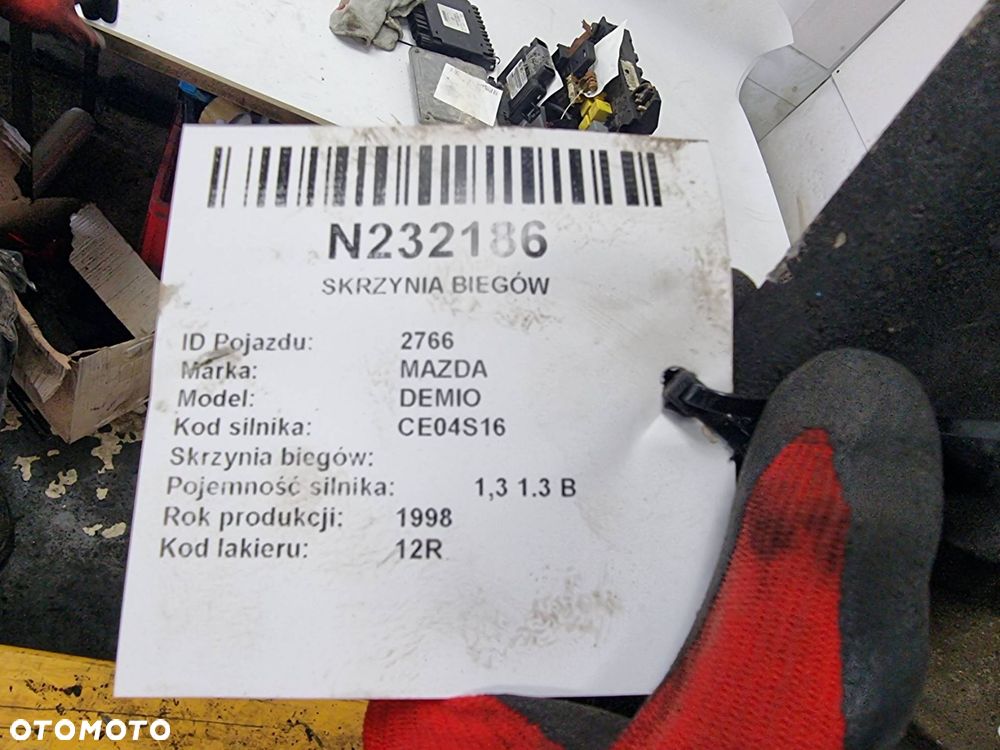 N232186
SKRZYNIA BIEGÓW
ID Pojazdu: 2766
Marka: MAZDA
Model: DEMIO
Kod silnika: CE04S16
Skrzynia biegów:
Pojemność silnika: 1,3 1.3 B
Rok produkcji: 1998
Kod lakieru: 12R
OTOMOTO